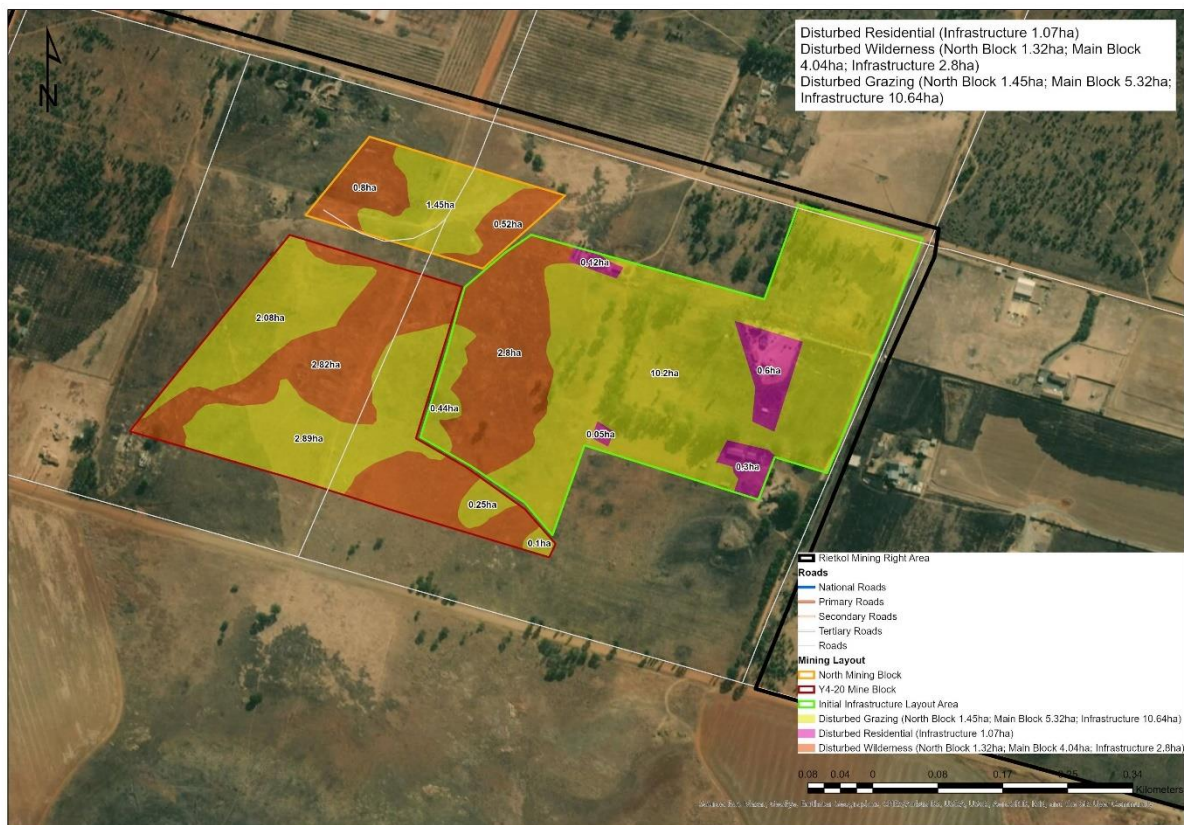 Disturbed Residential (Infrastructure 1.07ha)
Disturbed Wilderness (North Block 1.32ha; Main Block
4.04ha; Infrastructure 2.8ha)
Disturbed Grazing (North Block 1.45ha; Main Block 5.32ha;
Infrastructure 10.64ha)
N
0.8ha
1.45ha
0.52ha
0.12ha
2.08ha
2.82ha
2.8ha
10.2ha
0.6ha
0.44ha
0.05ha
2.89ha
0.3ha
0.25ha
0.1ha
Rietkol Mining Right Area
Roads
National Roads
Primary Roads
Secondary Roads
Tertiary Roads
Roads
Mining Layout
North Mining Block
Y4-20 Mine Block
Initial Infrastructure Layout Area
Disturbed Grazing (North Block 1.45ha; Main Block 5.32ha; Infrastructure 10.64ha)
Disturbed Residential (Infrastructure 1.07ha)
Disturbed Wilderness (North Block 1.32ha; Main Block 4.04ha; Infrastructure 2.8ha)
0.08 0.04 0 0.08 0.17 0.25 0.34
Kilometers